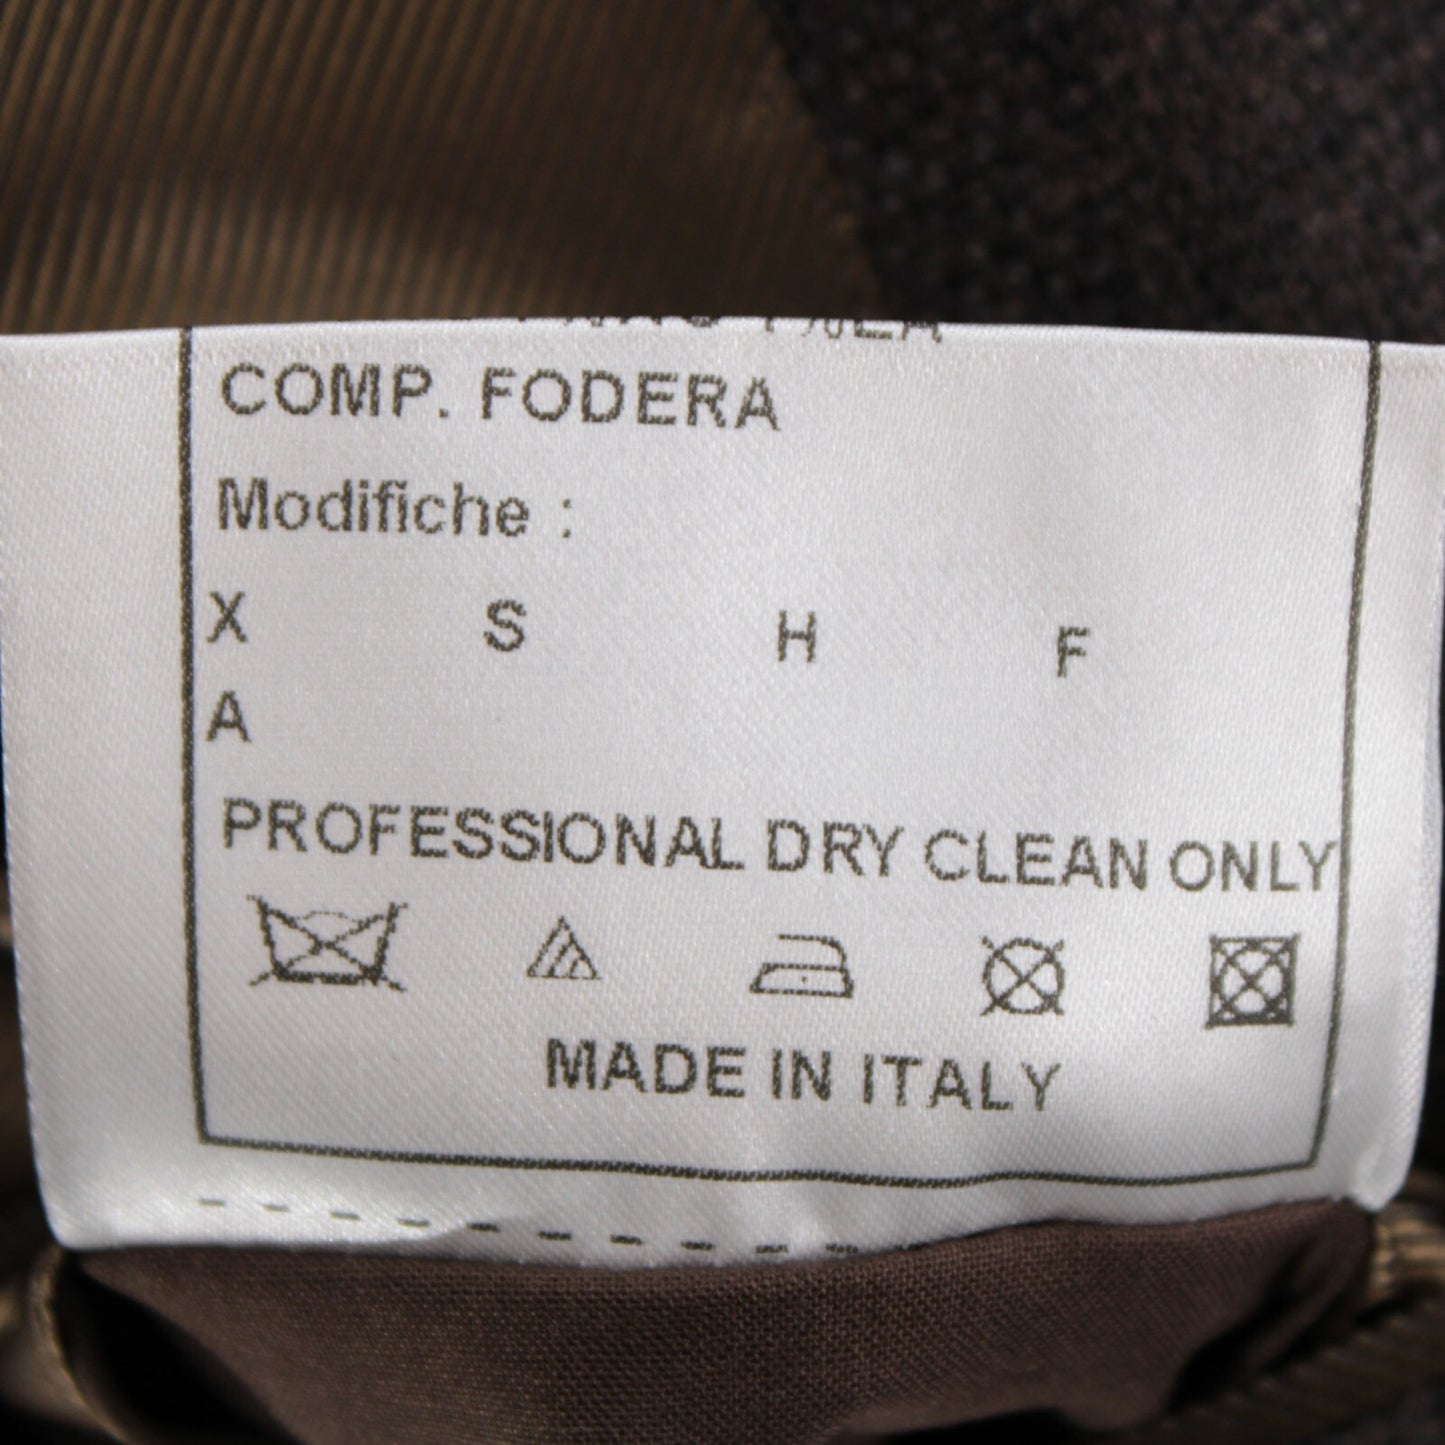 COMP. FODERA
Modifiche :
X S H F
A
PROFESSIONAL DRY CLEAN ONLY
MADE IN ITALY